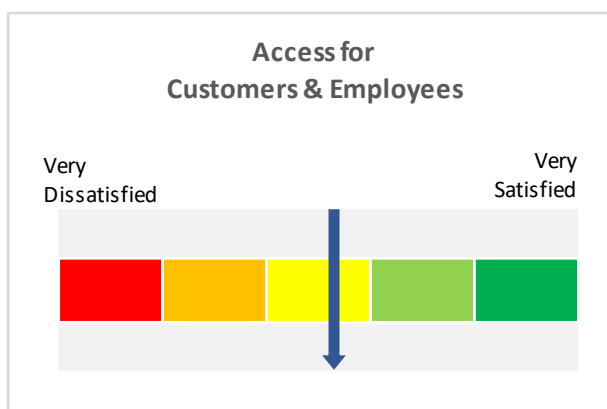 Access for
Customers & Employees
Very
Dissatisfied
Very
Satisfied